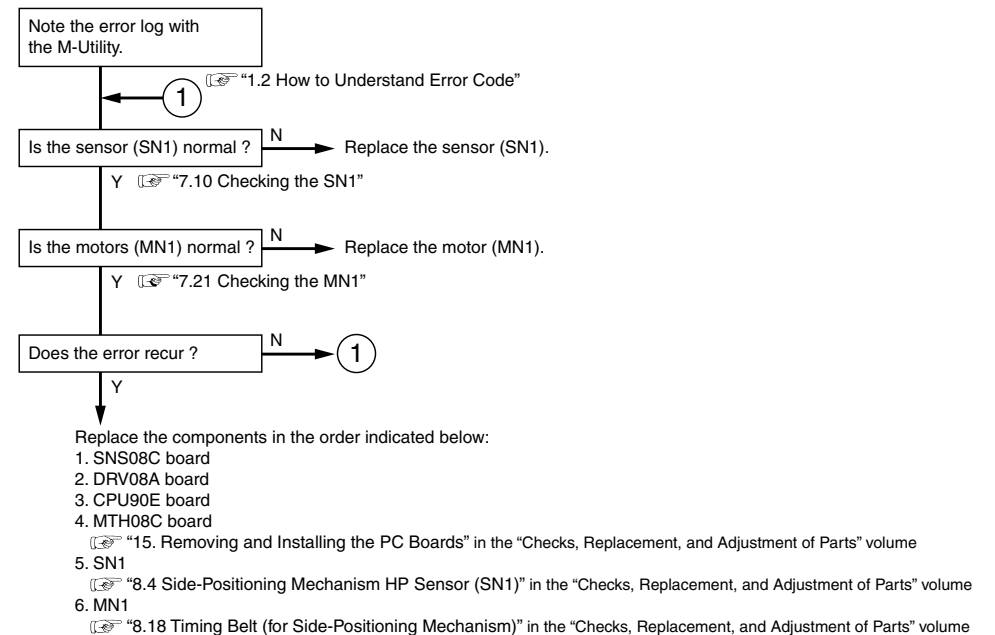 Note the error log with
the M-Utility.
“1.2 How to Understand Error Code”
1
Is the sensor (SN1) normal ?
N
Replace the sensor (SN1).
Y
“7.10 Checking the SN1”
Is the motors (MN1) normal ?
N
Replace the motor (MN1).
Y
“7.21 Checking the MN1”
Does the error recur ?
N
1
Y
Replace the components in the order indicated below:
1. SNS08C board
2. DRV08A board
3. CPU90E board
4. MTH08C board
“15. Removing and Installing the PC Boards” in the “Checks, Replacement, and Adjustment of Parts” volume
5. SN1
“8.4 Side-Positioning Mechanism HP Sensor (SN1)” in the “Checks, Replacement, and Adjustment of Parts” volume
6. MN1
“8.18 Timing Belt (for Side-Positioning Mechanism)” in the “Checks, Replacement, and Adjustment of Parts” volume